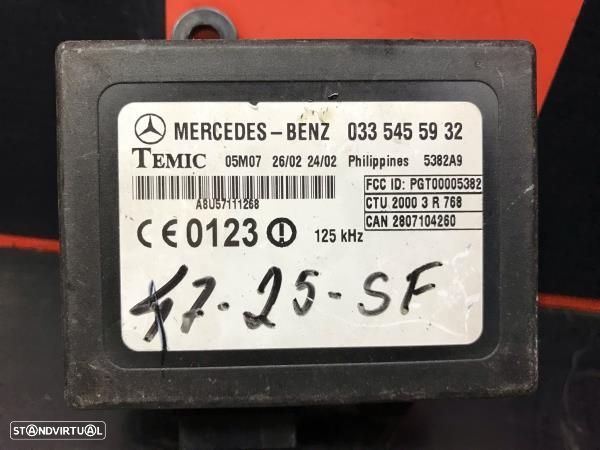 MERCEDES-BENZ 033 545 59 32
TEMIC 05M07 26/02 24/02 Philippines 5382A9
A8U57111268
FCC ID: PGT00005382
CTU 2000 3 R 768
CAN 2807104260
CE 0123 125 kHz
47-25-SF
STANDVIRTUAL